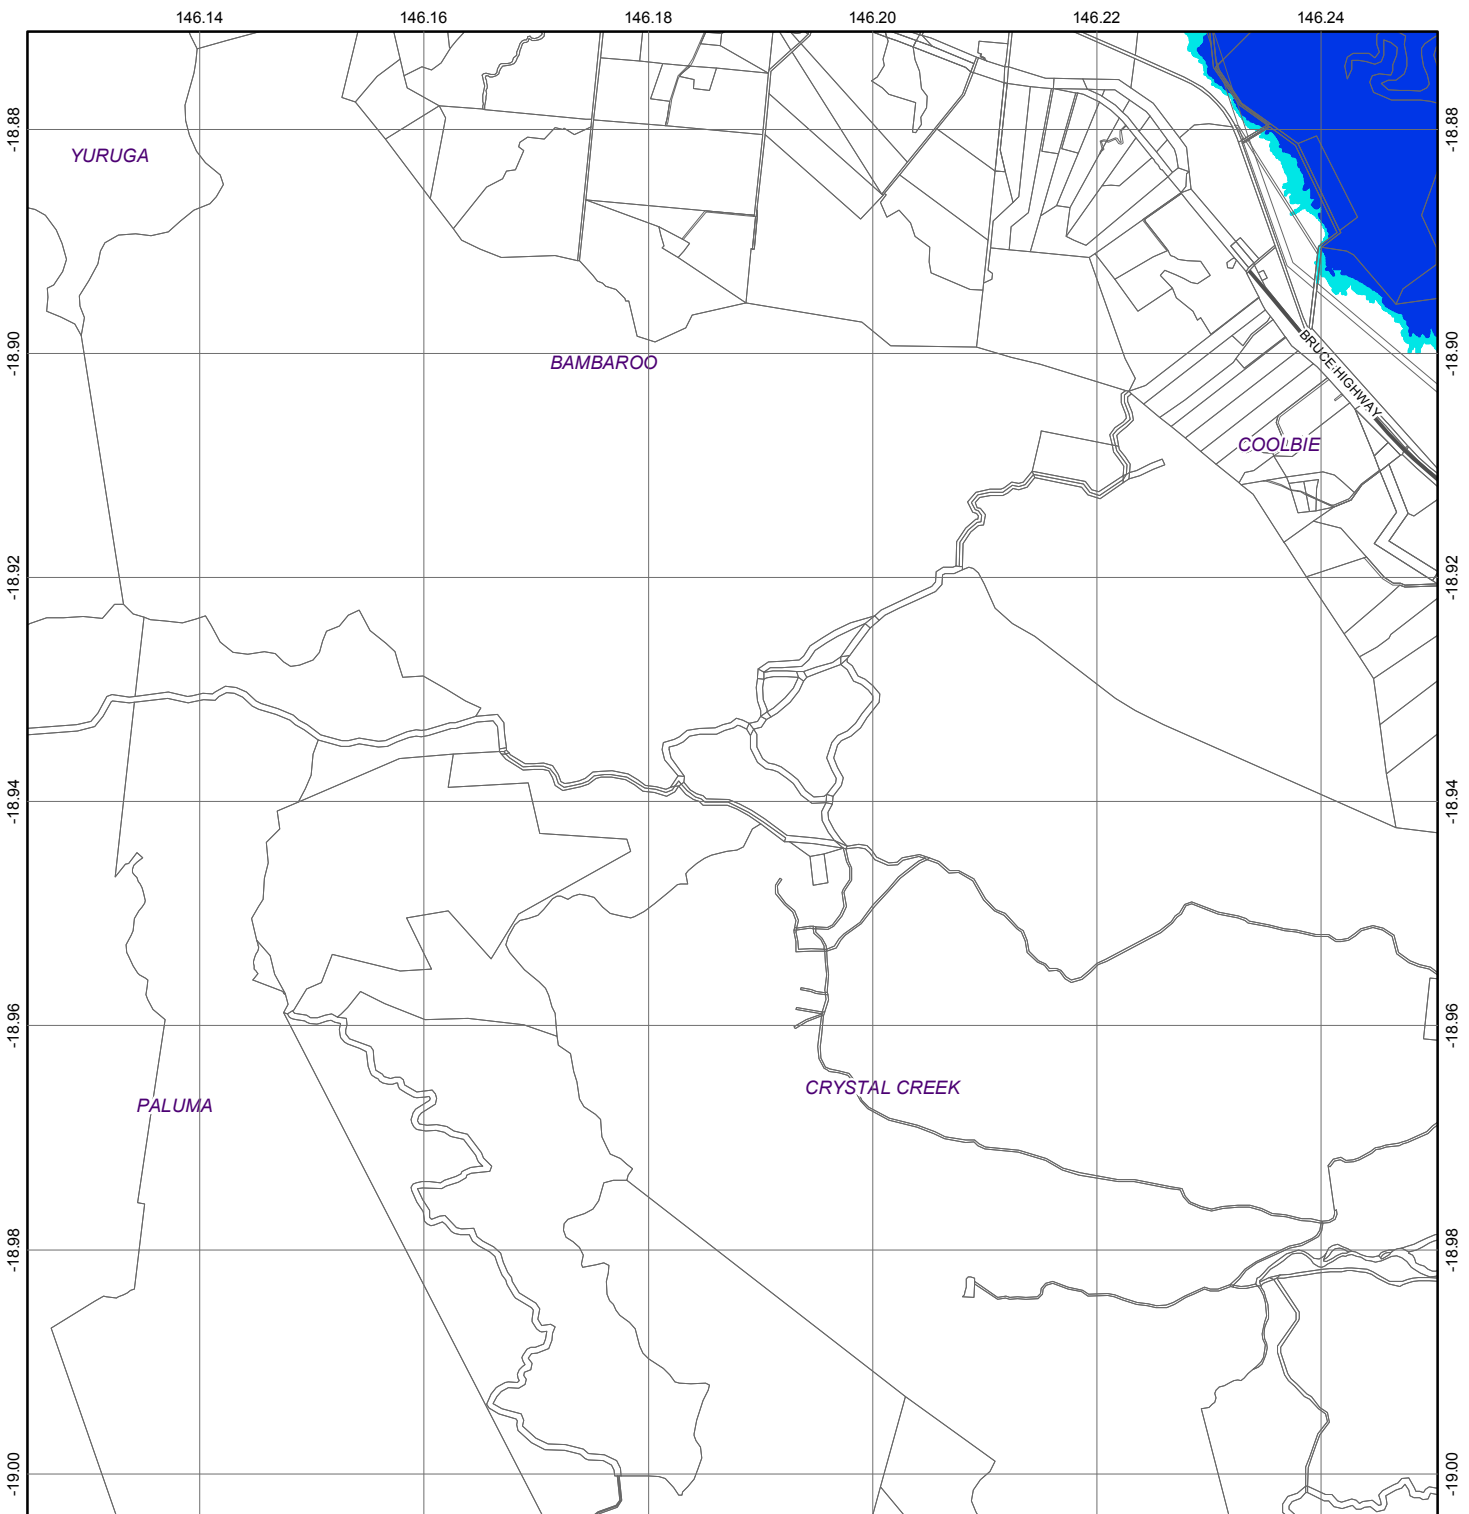 146.14 146.16 146.18 146.20 146.22 146.24
-18.88 -18.88
YURUGA
-18.90 -18.90
BRUCE HIGHWAY
BAMBAROO
COOLBIE
-18.92 -18.92
-18.94 -18.94
-18.96 -18.96
CRYSTAL CREEK
PALUMA
-18.98 -18.98
-19.00 -19.00